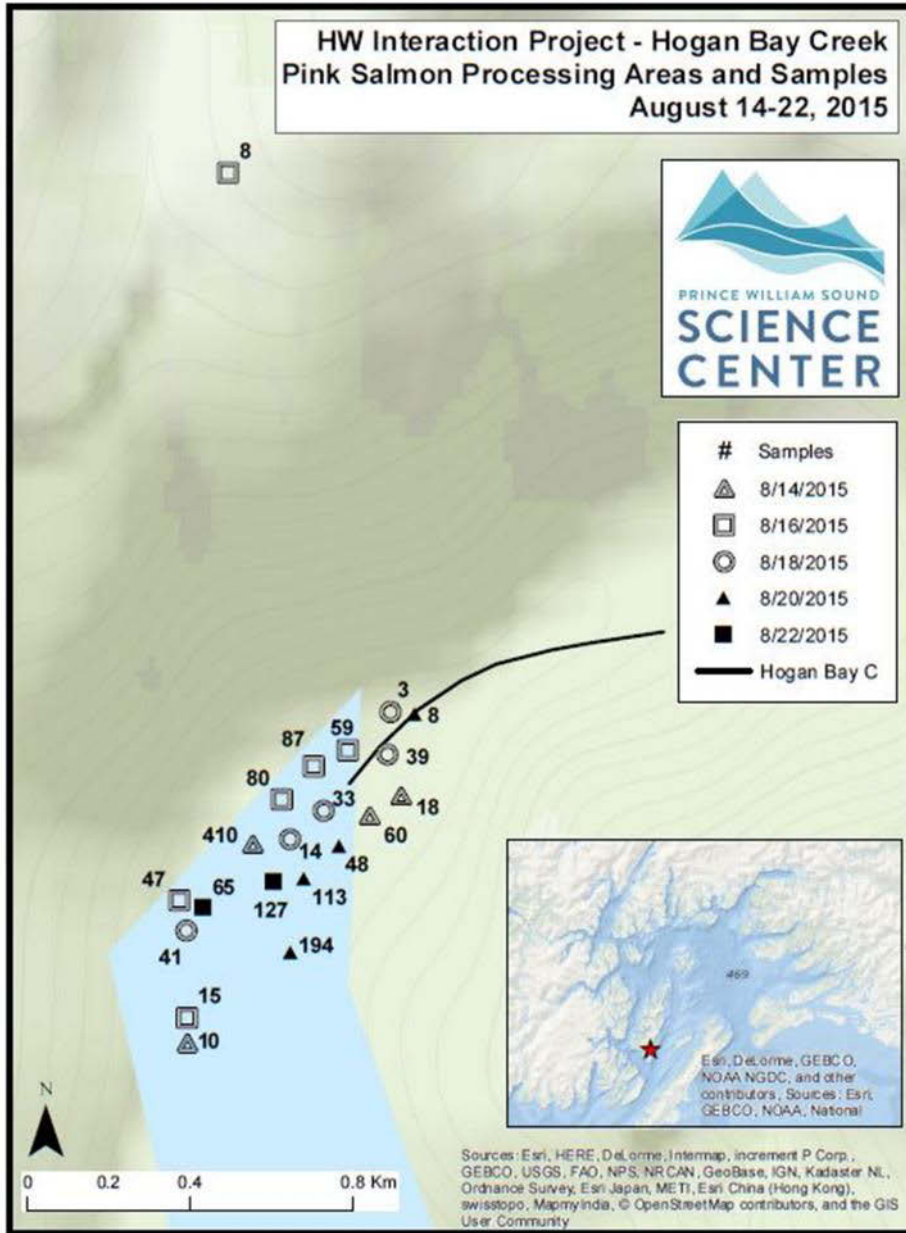 HW Interaction Project - Hogan Bay Creek
Pink Salmon Processing Areas and Samples
August 14-22, 2015
8
PRINCE WILLIAM SOUND
SCIENCE
CENTER
# Samples
8/14/2015
8/16/2015
8/18/2015
8/20/2015
8/22/2015
Hogan Bay C
3
8
59
87
39
80
33
18
410
60
14
48
47
65
113
127
41
194
15
10
469
Esri, DeLorme, GEBCO,
NOAA NGDC, and other
contributors, Sources: Esri,
GEBCO, NOAA, National
N
0 0.2 0.4 0.8 Km
Sources: Esri, HERE, DeLorme, Intermap, increment P Corp.,
GEBCO, USGS, FAO, NPS, NRCAN, GeoBase, IGN, Kadaster NL,
Ordnance Survey, Esri Japan, METI, Esri China (Hong Kong),
swisstopo, MapmyIndia, © OpenStreetMap contributors, and the GIS
User Community